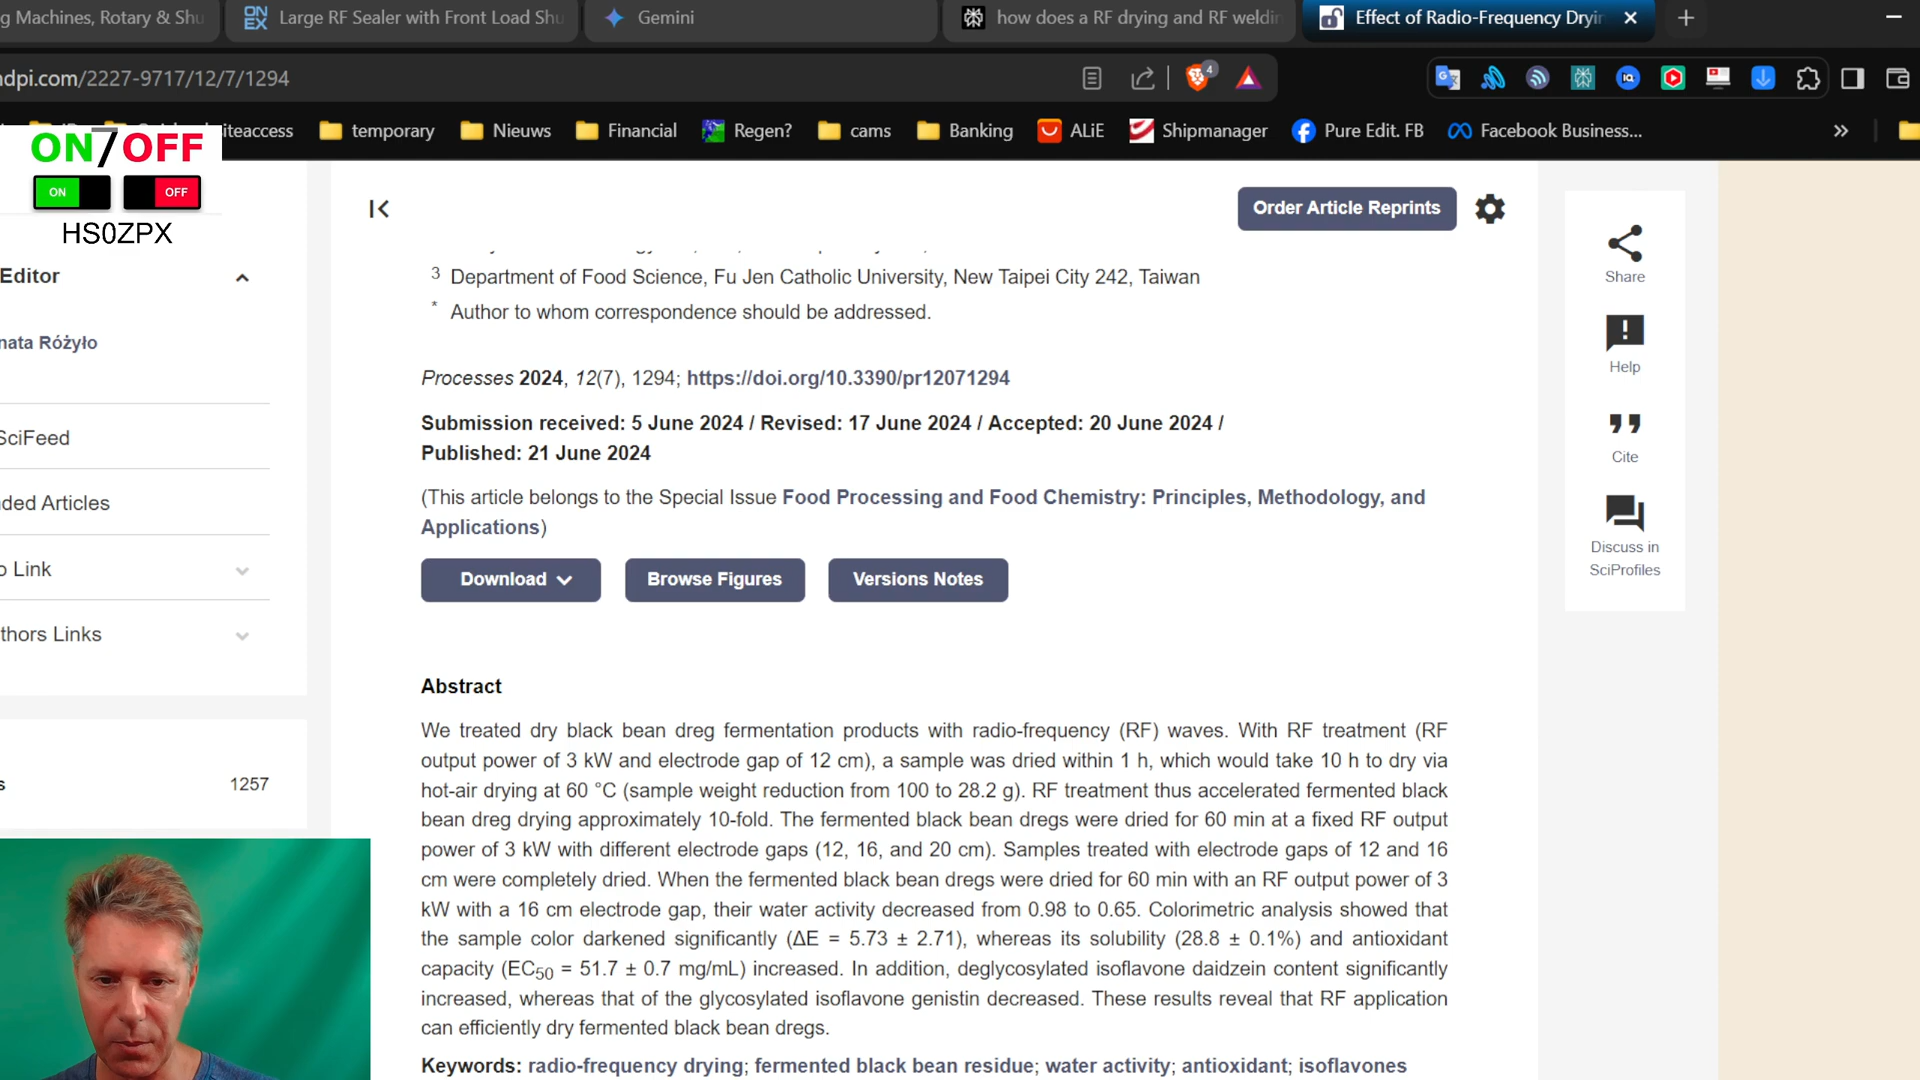 g Machines, Rotary & Shu
ON EX Large RF Sealer with Front Load Shu
Gemini
how does a RF drying and RF weldin
Effect of Radio-Frequency Dryin
ndpi.com/2227-9717/12/7/1294
4
iteaccess
temporary
Nieuws
Financial
Regen?
cams
Banking
ALiE
Shipmanager
Pure Edit. FB
Facebook Business...
ON7OFF
ON
OFF
HS0ZPX
Editor
nata Różyło
SciFeed
ded Articles
o Link
thors Links
s
1257
Order Article Reprints
3 Department of Food Science, Fu Jen Catholic University, New Taipei City 242, Taiwan
* Author to whom correspondence should be addressed.
Processes 2024, 12(7), 1294; https://doi.org/10.3390/pr12071294
Submission received: 5 June 2024 / Revised: 17 June 2024 / Accepted: 20 June 2024 /
Published: 21 June 2024
(This article belongs to the Special Issue Food Processing and Food Chemistry: Principles, Methodology, and
Applications)
Download
Browse Figures
Versions Notes
Abstract
We treated dry black bean dreg fermentation products with radio-frequency (RF) waves. With RF treatment (RF
output power of 3 kW and electrode gap of 12 cm), a sample was dried within 1 h, which would take 10 h to dry via
hot-air drying at 60 °C (sample weight reduction from 100 to 28.2 g). RF treatment thus accelerated fermented black
bean dreg drying approximately 10-fold. The fermented black bean dregs were dried for 60 min at a fixed RF output
power of 3 kW with different electrode gaps (12, 16, and 20 cm). Samples treated with electrode gaps of 12 and 16
cm were completely dried. When the fermented black bean dregs were dried for 60 min with an RF output power of 3
kW with a 16 cm electrode gap, their water activity decreased from 0.98 to 0.65. Colorimetric analysis showed that
the sample color darkened significantly (ΔE = 5.73 ± 2.71), whereas its solubility (28.8 ± 0.1%) and antioxidant
capacity (EC50 = 51.7 ± 0.7 mg/mL) increased. In addition, deglycosylated isoflavone daidzein content significantly
increased, whereas that of the glycosylated isoflavone genistin decreased. These results reveal that RF application
can efficiently dry fermented black bean dregs.
Keywords: radio-frequency drying; fermented black bean residue; water activity; antioxidant; isoflavones
Share
Help
Cite
Discuss in
SciProfiles